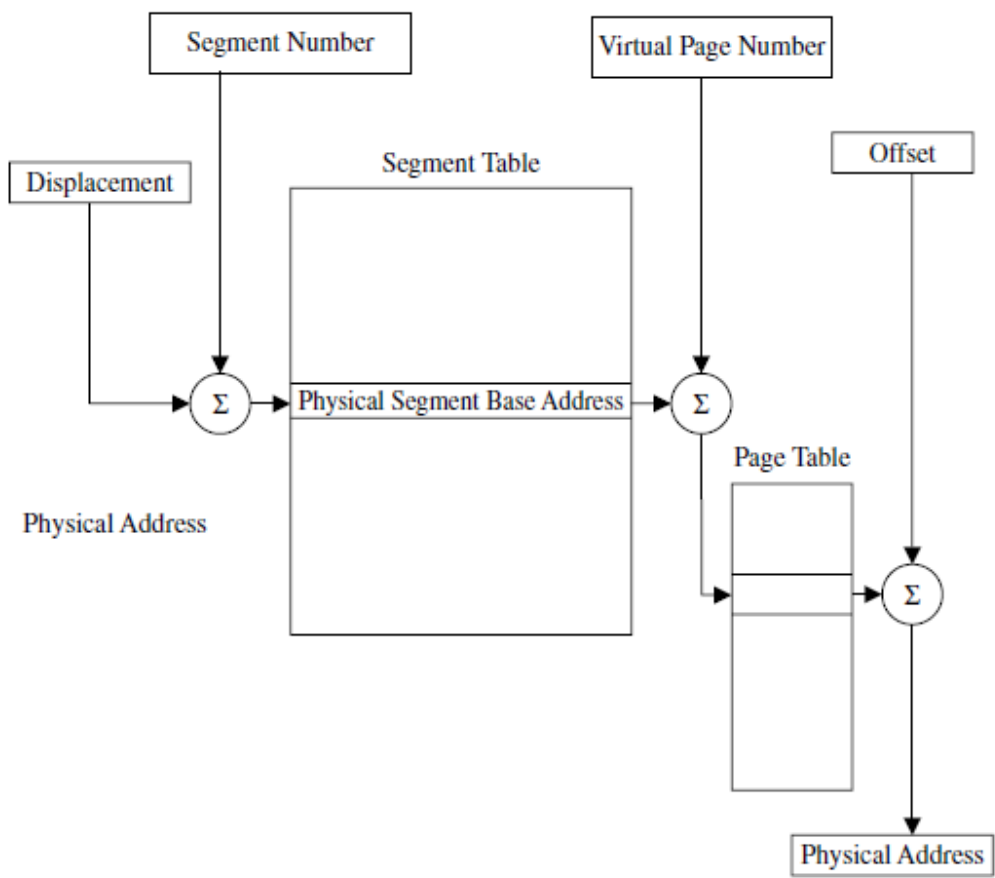 Segment Number
Virtual Page Number
Offset
Displacement
Segment Table
Σ
Physical Segment Base Address
Σ
Page Table
Physical Address
Σ
Physical Address